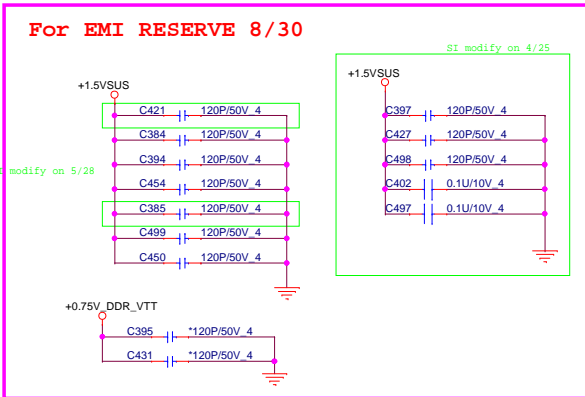 For EMI RESERVE 8/30
SI modify on 4/25
+1.5VSUS
C421 120P/50V_4
C384 120P/50V_4
C394 120P/50V_4
modify on 5/28
C454 120P/50V_4
C385 120P/50V_4
C499 120P/50V_4
C450 120P/50V_4
+1.5VSUS
C397 120P/50V_4
C427 120P/50V_4
C498 120P/50V_4
C402 0.1U/10V_4
C497 0.1U/10V_4
+0.75V_DDR_VTT
C395 *120P/50V_4
C431 *120P/50V_4